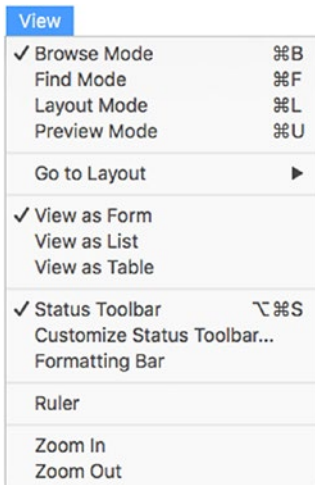 View
✓ Browse Mode ⌘B
Find Mode ⌘F
Layout Mode ⌘L
Preview Mode ⌘U
Go to Layout ▶
✓ View as Form
View as List
View as Table
✓ Status Toolbar ⌥⌘S
Customize Status Toolbar...
Formatting Bar
Ruler
Zoom In
Zoom Out